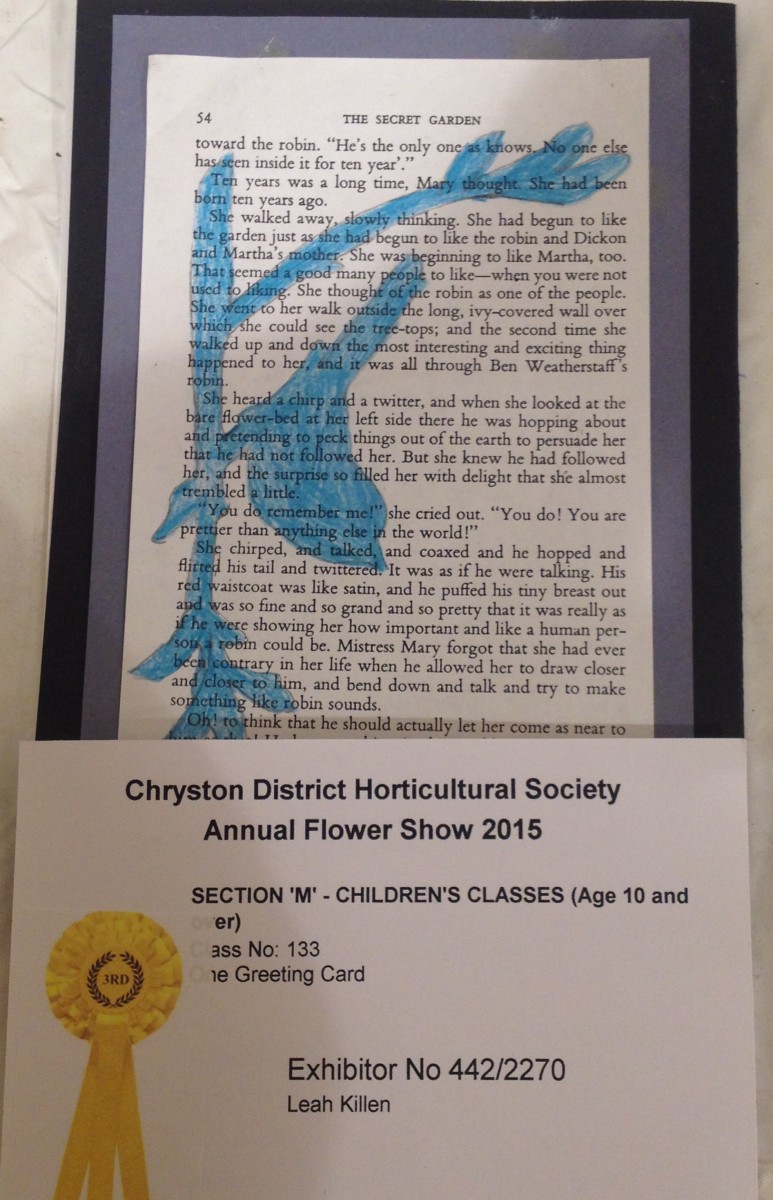 54 THE SECRET GARDEN
toward the robin. “He's the only one as knows. No one else
has seen inside it for ten year'.”
Ten years was a long time, Mary thought. She had been
born ten years ago.
She walked away, slowly thinking. She had begun to like
the garden just as she had begun to like the robin and Dickon
and Martha's mother. She was beginning to like Martha, too.
That seemed a good many people to like—when you were not
used to liking. She thought of the robin as one of the people.
She went to her walk outside the long, ivy-covered wall over
which she could see the tree-tops; and the second time she
walked up and down the most interesting and exciting thing
happened to her, and it was all through Ben Weatherstaff's
robin.
She heard a chirp and a twitter, and when she looked at the
bare flower-bed at her left side there he was hopping about
and pretending to peck things out of the earth to persuade her
that he had not followed her. But she knew he had followed
her, and the surprise so filled her with delight that she almost
trembled a little.
“You do remember me!” she cried out. “You do! You are
prettier than anything else in the world!”
She chirped, and talked, and coaxed and he hopped and
flirted his tail and twittered. It was as if he were talking. His
red waistcoat was like satin, and he puffed his tiny breast out
and was so fine and so grand and so pretty that it was really as
if he were showing her how important and like a human per-
son a robin could be. Mistress Mary forgot that she had ever
been contrary in her life when he allowed her to draw closer
and closer to him, and bend down and talk and try to make
something like robin sounds.
Oh! to think that he should actually let her come as near to
Chryston District Horticultural Society
Annual Flower Show 2015
SECTION 'M' - CHILDREN'S CLASSES (Age 10 and
over)
Class No: 133
One Greeting Card
3RD
Exhibitor No 442/2270
Leah Killen